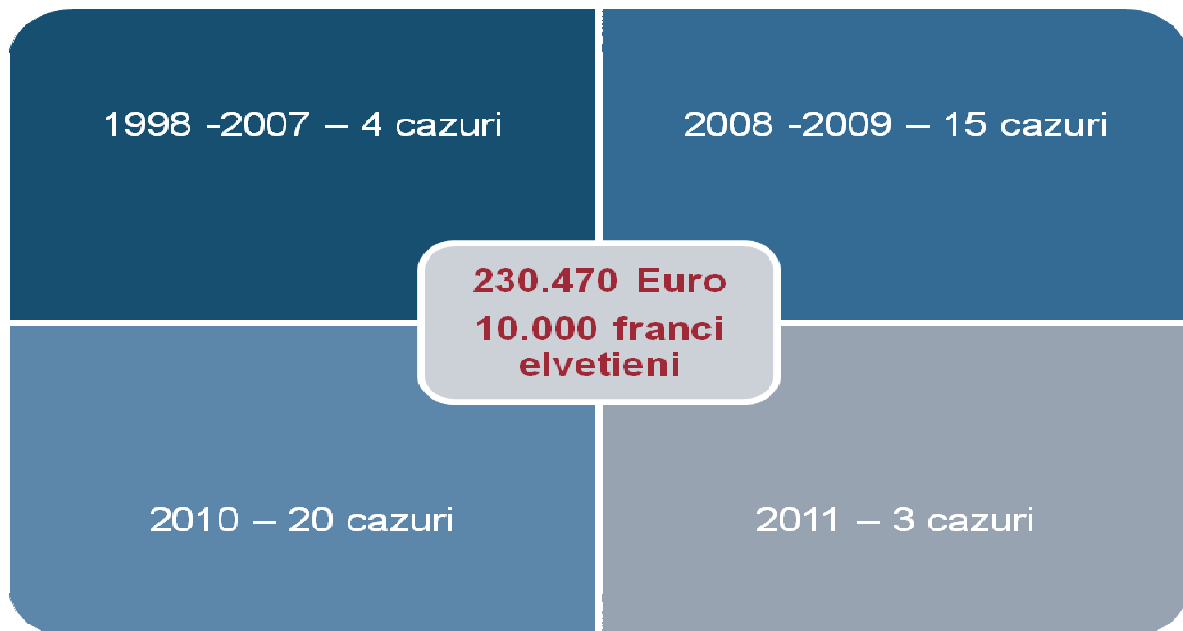 1998 -2007 – 4 cazuri
2008 -2009 – 15 cazuri
230.470 Euro
10.000 franci
elvetieni
2010 – 20 cazuri
2011 – 3 cazuri